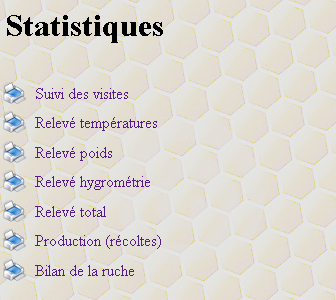 Statistiques
Suivi des visites
Relevé températures
Relevé poids
Relevé hygrométrie
Relevé total
Production (récoltes)
Bilan de la ruche